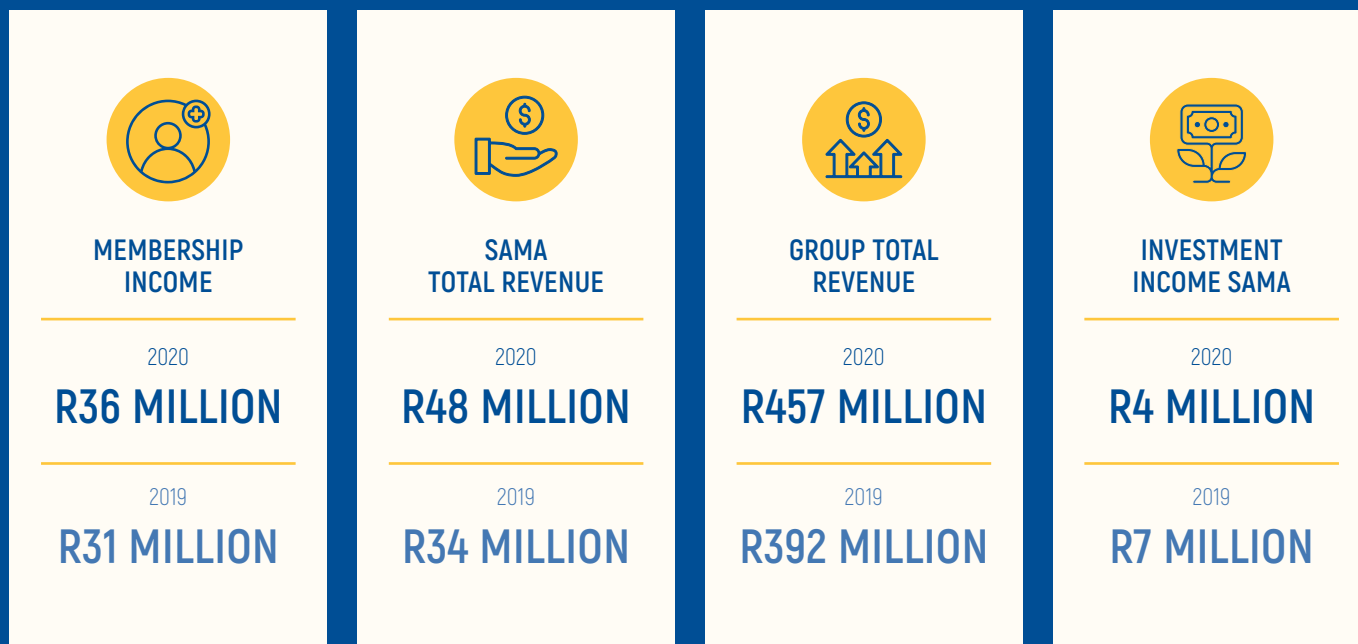 MEMBERSHIP
INCOME
2020
R36 MILLION
2019
R31 MILLION
SAMA
TOTAL REVENUE
2020
R48 MILLION
2019
R34 MILLION
GROUP TOTAL
REVENUE
2020
R457 MILLION
2019
R392 MILLION
INVESTMENT
INCOME SAMA
2020
R4 MILLION
2019
R7 MILLION